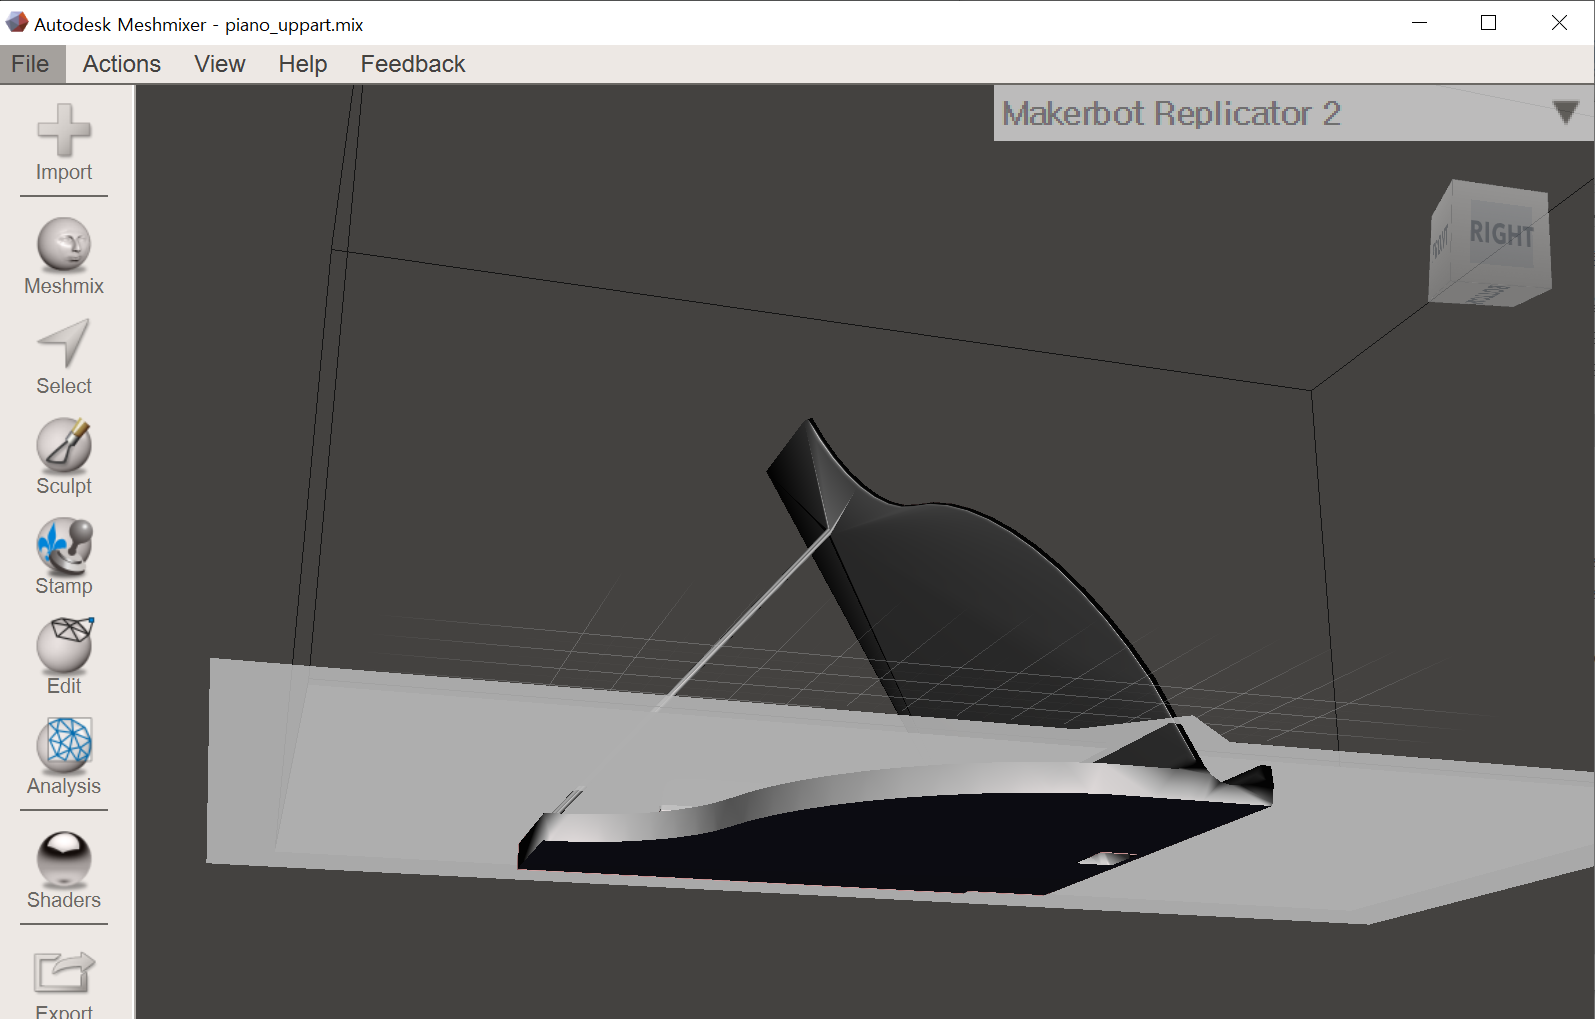 Autodesk Meshmixer - piano_uppart.mix
File Actions View Help Feedback
Makerbot Replicator 2
Import
Meshmix
Select
Sculpt
Stamp
Edit
Analysis
Shaders
Export
FRONT
RIGHT
BOTTOM